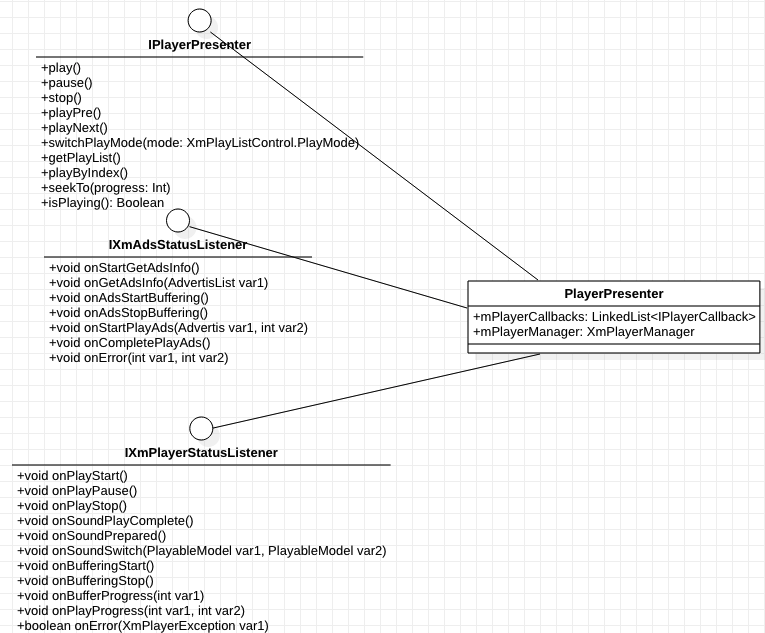 IPlayerPresenter
+play()
+pause()
+stop()
+playPre()
+playNext()
+switchPlayMode(mode: XmPlayListControl.PlayMode)
+getPlayList()
+playByIndex()
+seekTo(progress: Int)
+isPlaying(): Boolean
IXmAdsStatusListener
+void onStartGetAdsInfo()
+void onGetAdsInfo(AdvertisList var1)
+void onAdsStartBuffering()
+void onAdsStopBuffering()
+void onStartPlayAds(Advertis var1, int var2)
+void onCompletePlayAds()
+void onError(int var1, int var2)
PlayerPresenter
+mPlayerCallbacks: LinkedList<IPlayerCallback>
+mPlayerManager: XmPlayerManager
IXmPlayerStatusListener
+void onPlayStart()
+void onPlayPause()
+void onPlayStop()
+void onSoundPlayComplete()
+void onSoundPrepared()
+void onSoundSwitch(PlayableModel var1, PlayableModel var2)
+void onBufferingStart()
+void onBufferingStop()
+void onBufferProgress(int var1)
+void onPlayProgress(int var1, int var2)
+boolean onError(XmPlayerException var1)